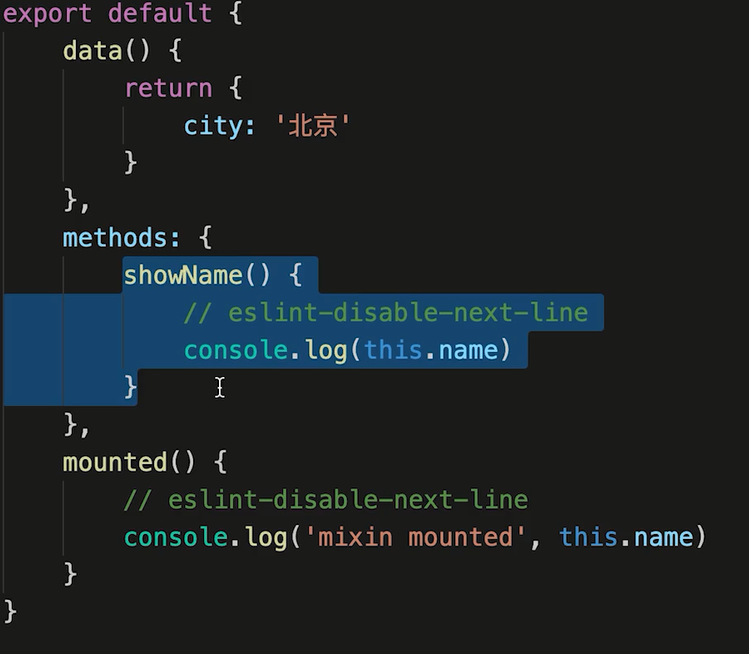 export default {
    data() {
        return {
            city: '北京'
        }
    },
    methods: {
        showName() {
            // eslint-disable-next-line
            console.log(this.name)
        }
    },
    mounted() {
        // eslint-disable-next-line
        console.log('mixin mounted', this.name)
    }
}